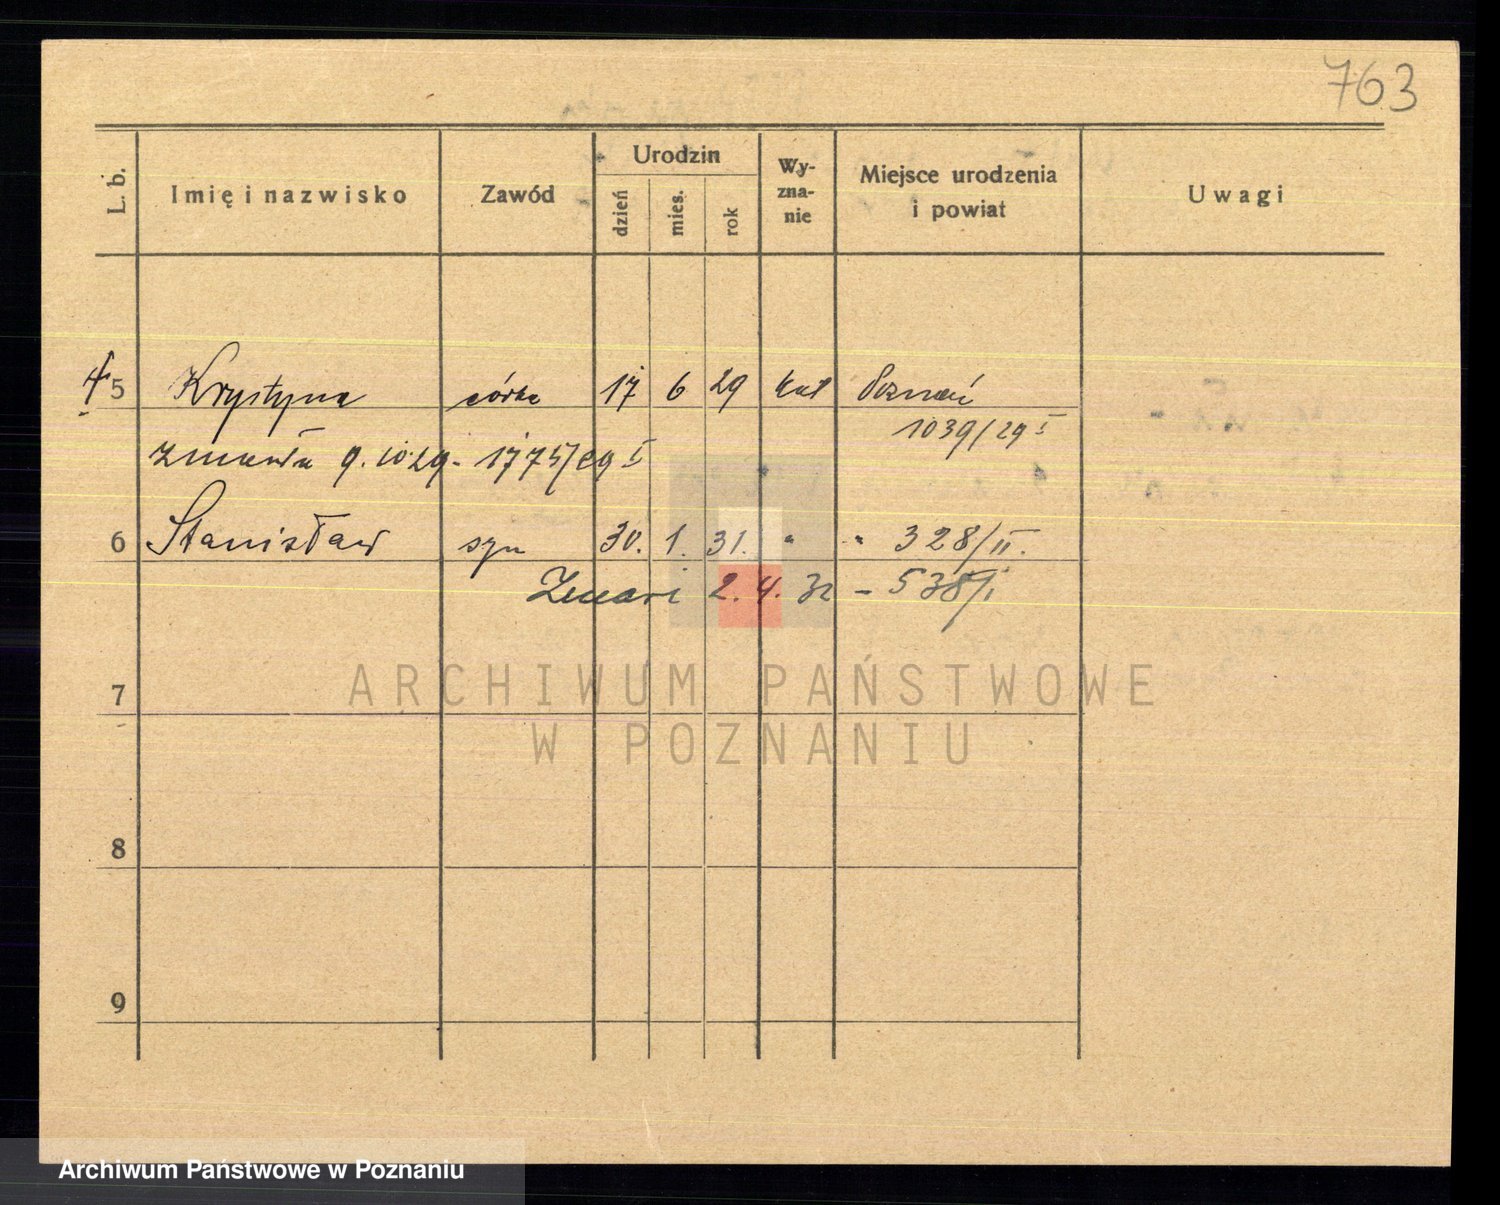 763
L. b. Imię i nazwisko Zawód Urodzin dzień mies. rok Wy-zna-nie Miejsce urodzenia i powiat Uwagi
5 Krystyna córka 17 6 29 kat Poznań
1039/29 I
zmarła 9.10.29 - 1775/29 I
6 Stanisław syn 30. 1. 31. " " 328/II.
Zmarł 2.4.32 - 538/I
ARCHIWUM PAŃSTWOWE
W POZNANIU
7
8
9
Archiwum Państwowe w Poznaniu